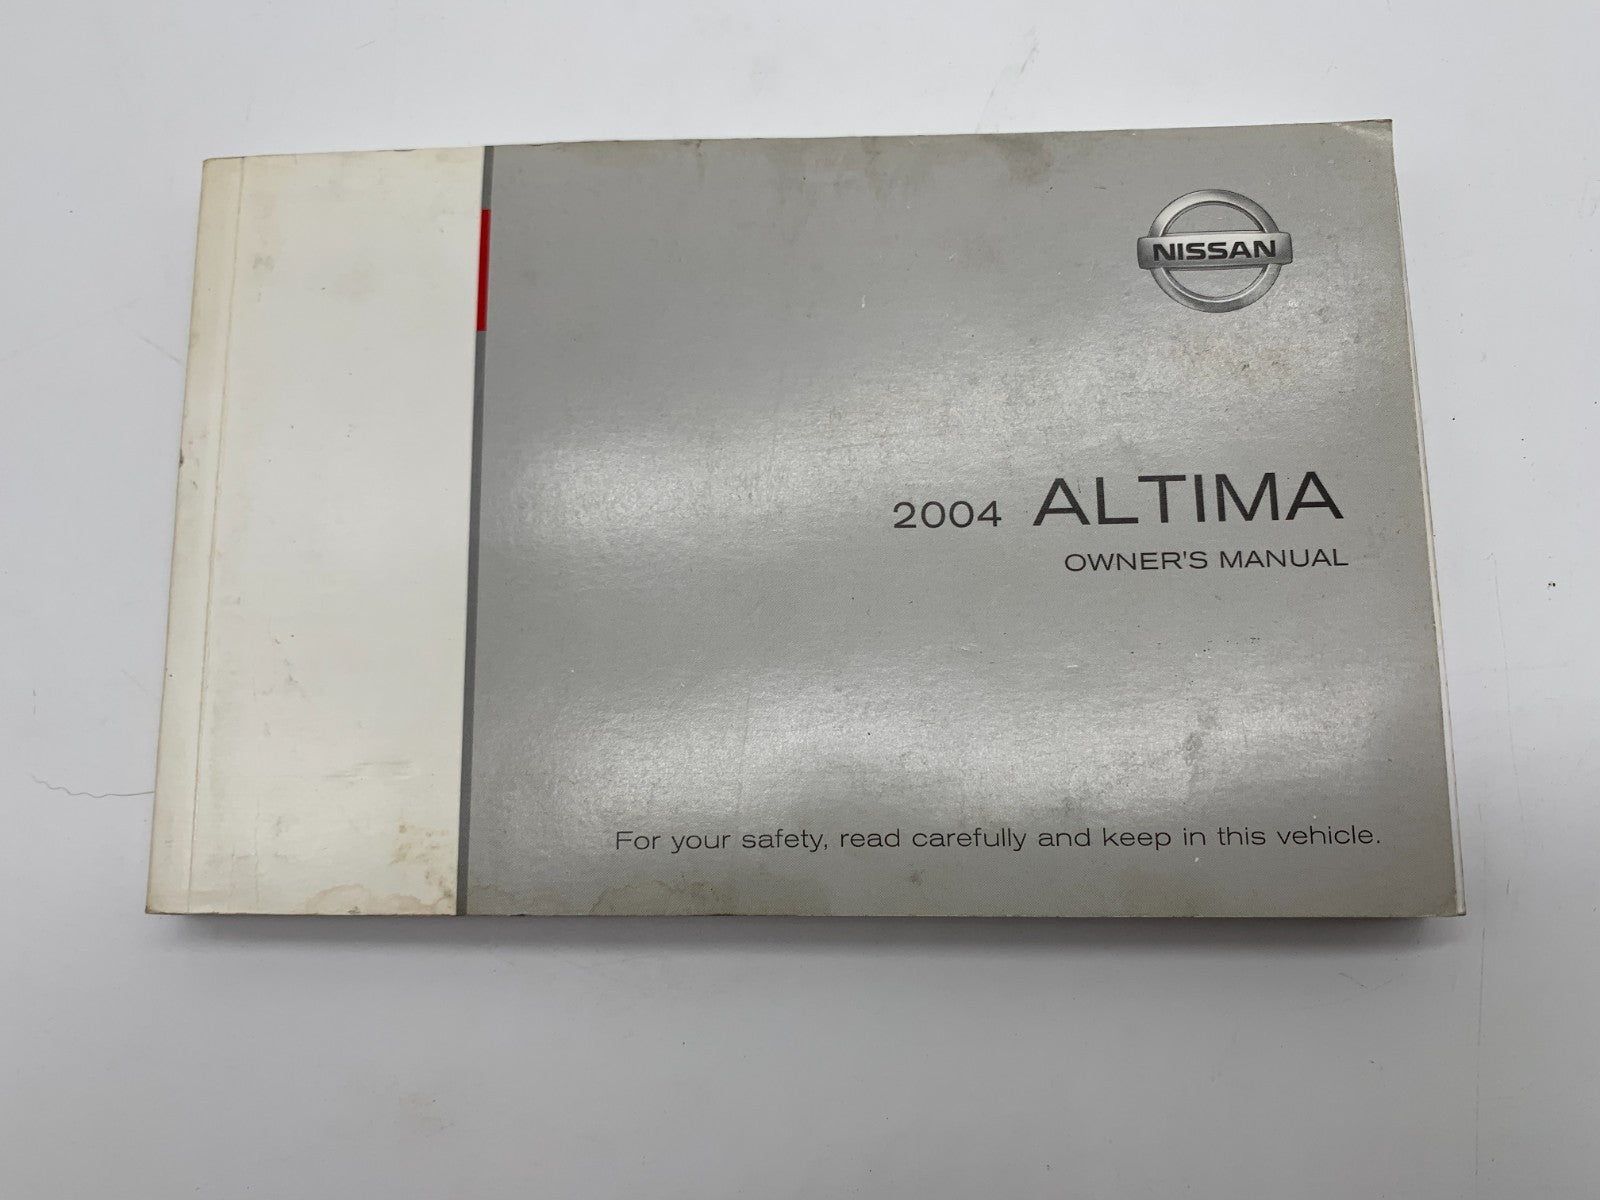 NISSAN
2004 ALTIMA
OWNER'S MANUAL
For your safety, read carefully and keep in this vehicle.